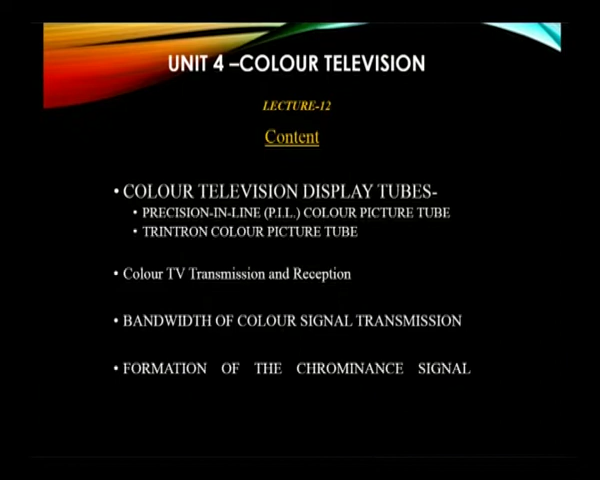 UNIT 4 –COLOUR TELEVISION
LECTURE-12
Content
• COLOUR TELEVISION DISPLAY TUBES-
• PRECISION-IN-LINE (P.I.L.) COLOUR PICTURE TUBE
• TRINTRON COLOUR PICTURE TUBE
• Colour TV Transmission and Reception
• BANDWIDTH OF COLOUR SIGNAL TRANSMISSION
• FORMATION OF THE CHROMINANCE SIGNAL